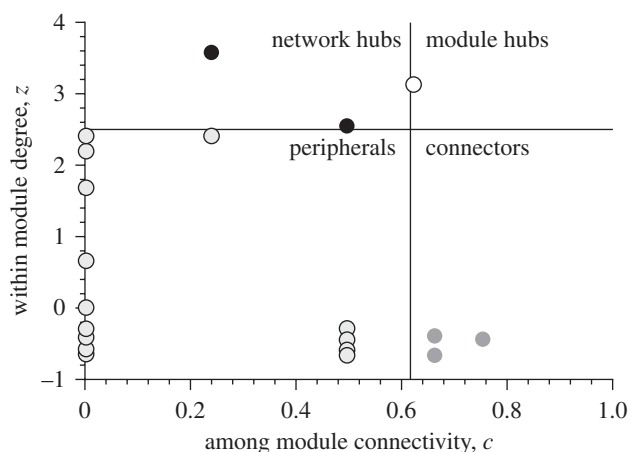 4
network hubs module hubs
3
peripherals connectors
2
within module degree, z
1
0
–1
0 0.2 0.4 0.6 0.8 1.0
among module connectivity, c